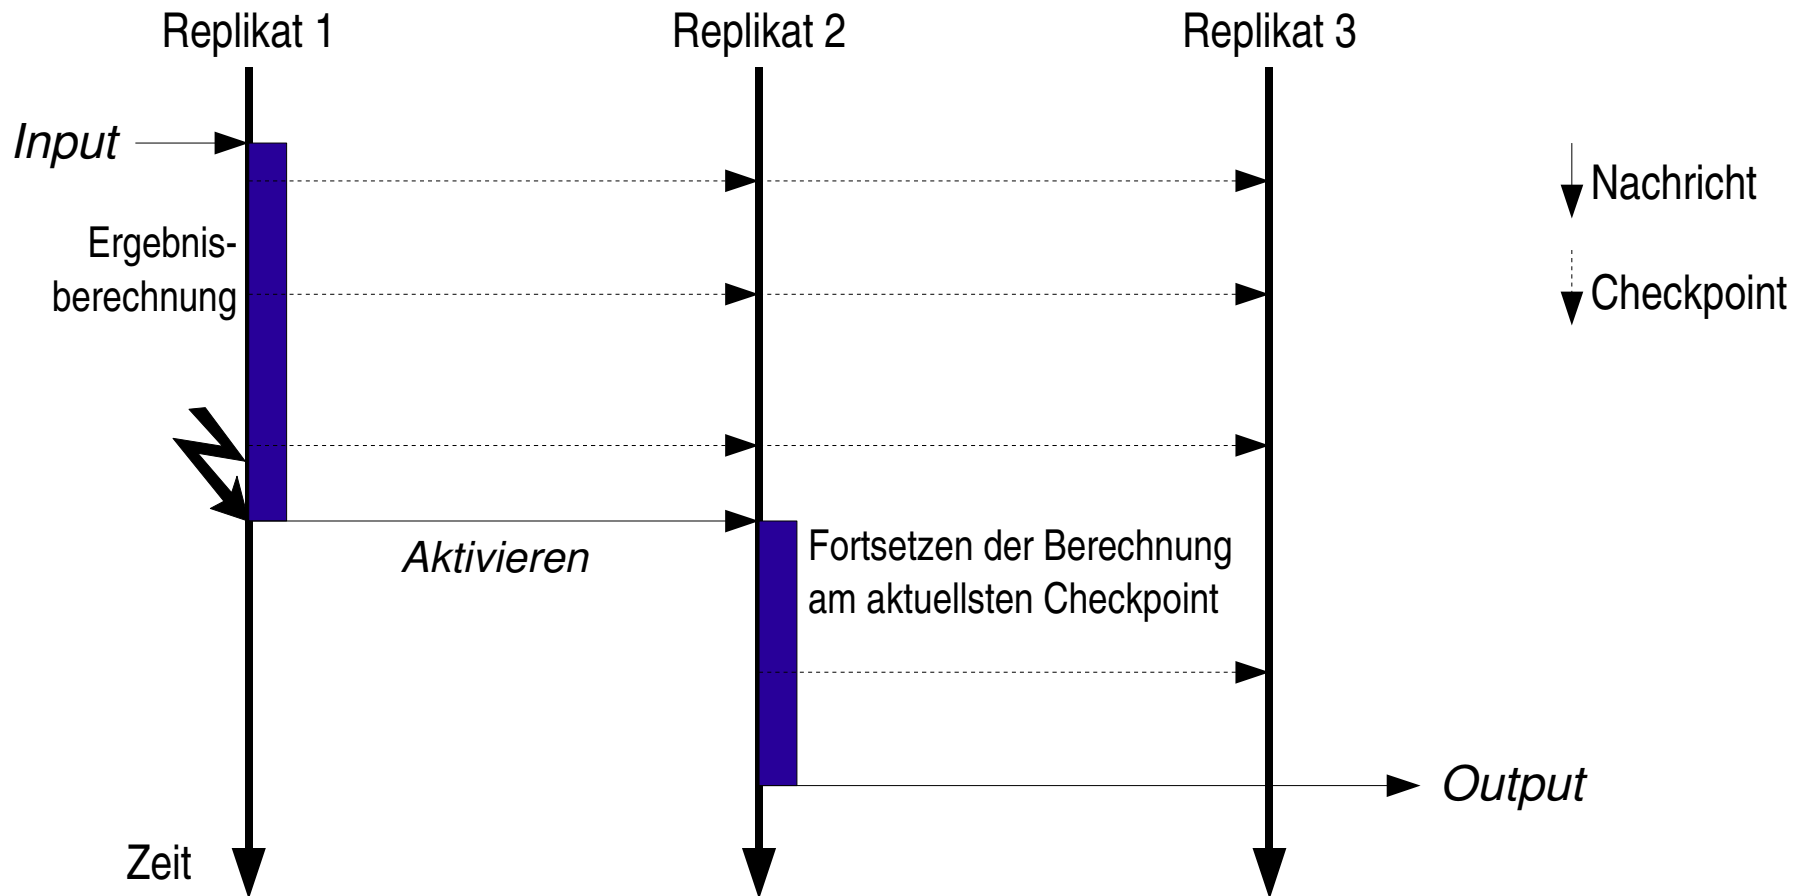 Replikat 1
Replikat 2
Replikat 3
Input
Nachricht
Ergebnis-
berechnung
Checkpoint
Aktivieren
Fortsetzen der Berechnung
am aktuellsten Checkpoint
Output
Zeit